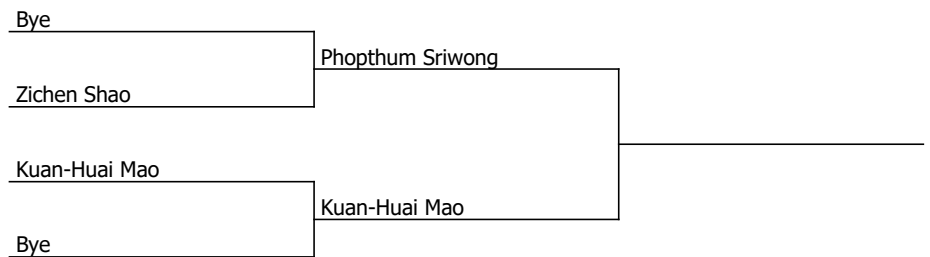 Bye
Phopthum Sriwong
Zichen Shao
Kuan-Huai Mao
Kuan-Huai Mao
Bye